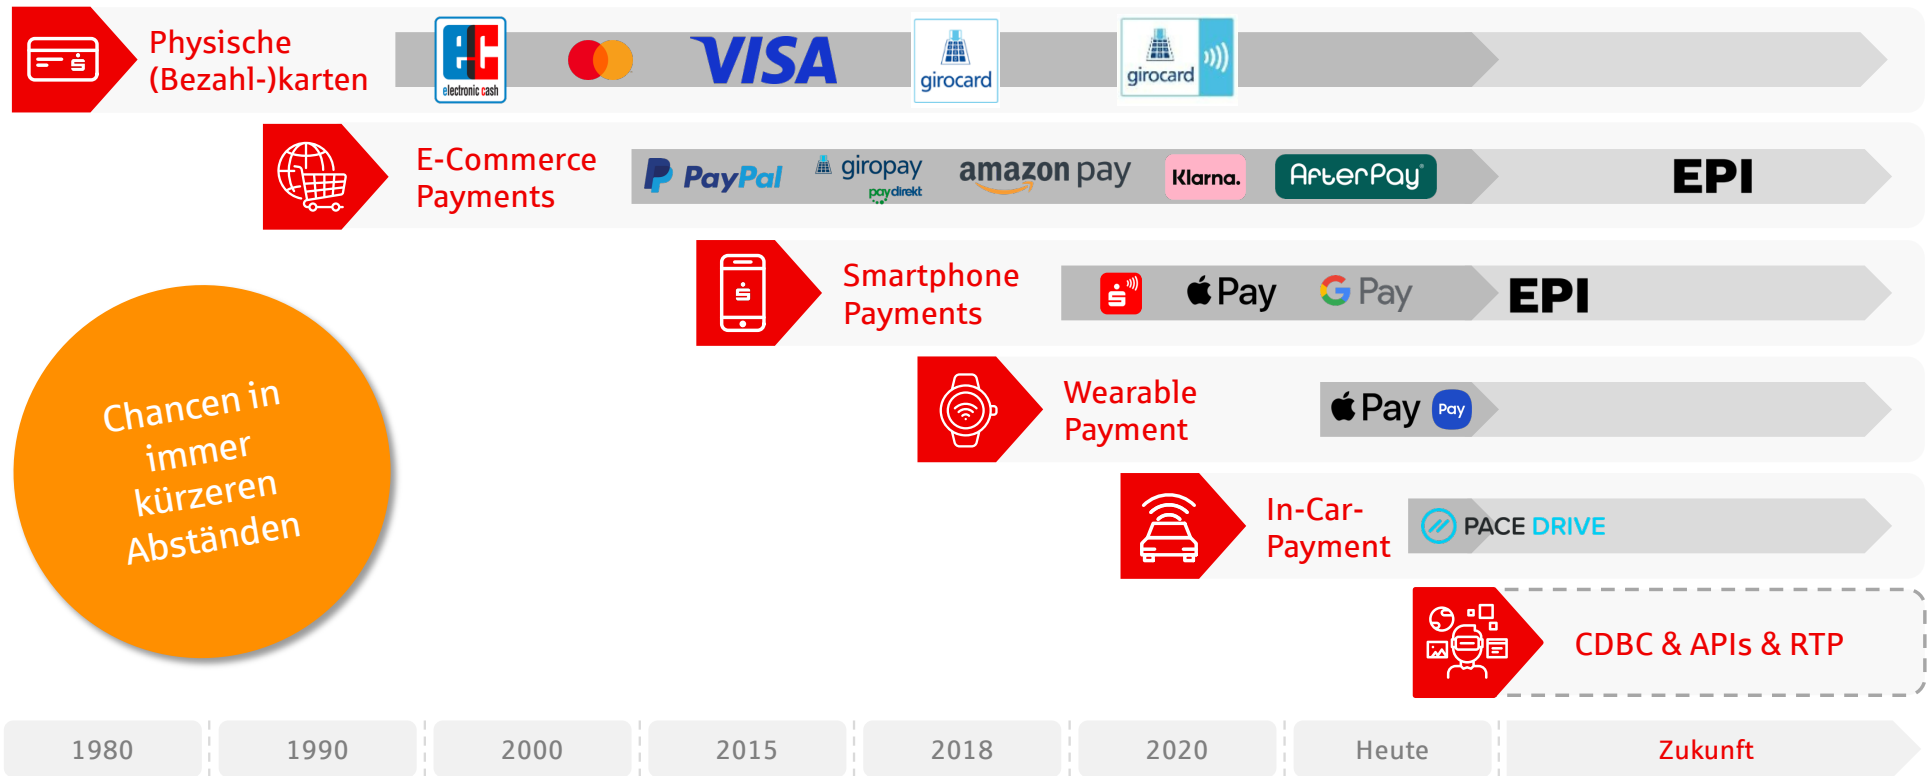 Physische
(Bezahl-)karten
electronic cash
VISA
girocard
girocard
E-Commerce
Payments
PayPal
giropay
paydirekt
amazon pay
Klarna.
AfterPay
EPI
Smartphone
Payments
Pay
G Pay
EPI
Chancen in
immer
kürzeren
Abständen
Wearable
Payment
Pay
Pay
In-Car-
Payment
PACE DRIVE
CDBC & APIs & RTP
1980
1990
2000
2015
2018
2020
Heute
Zukunft